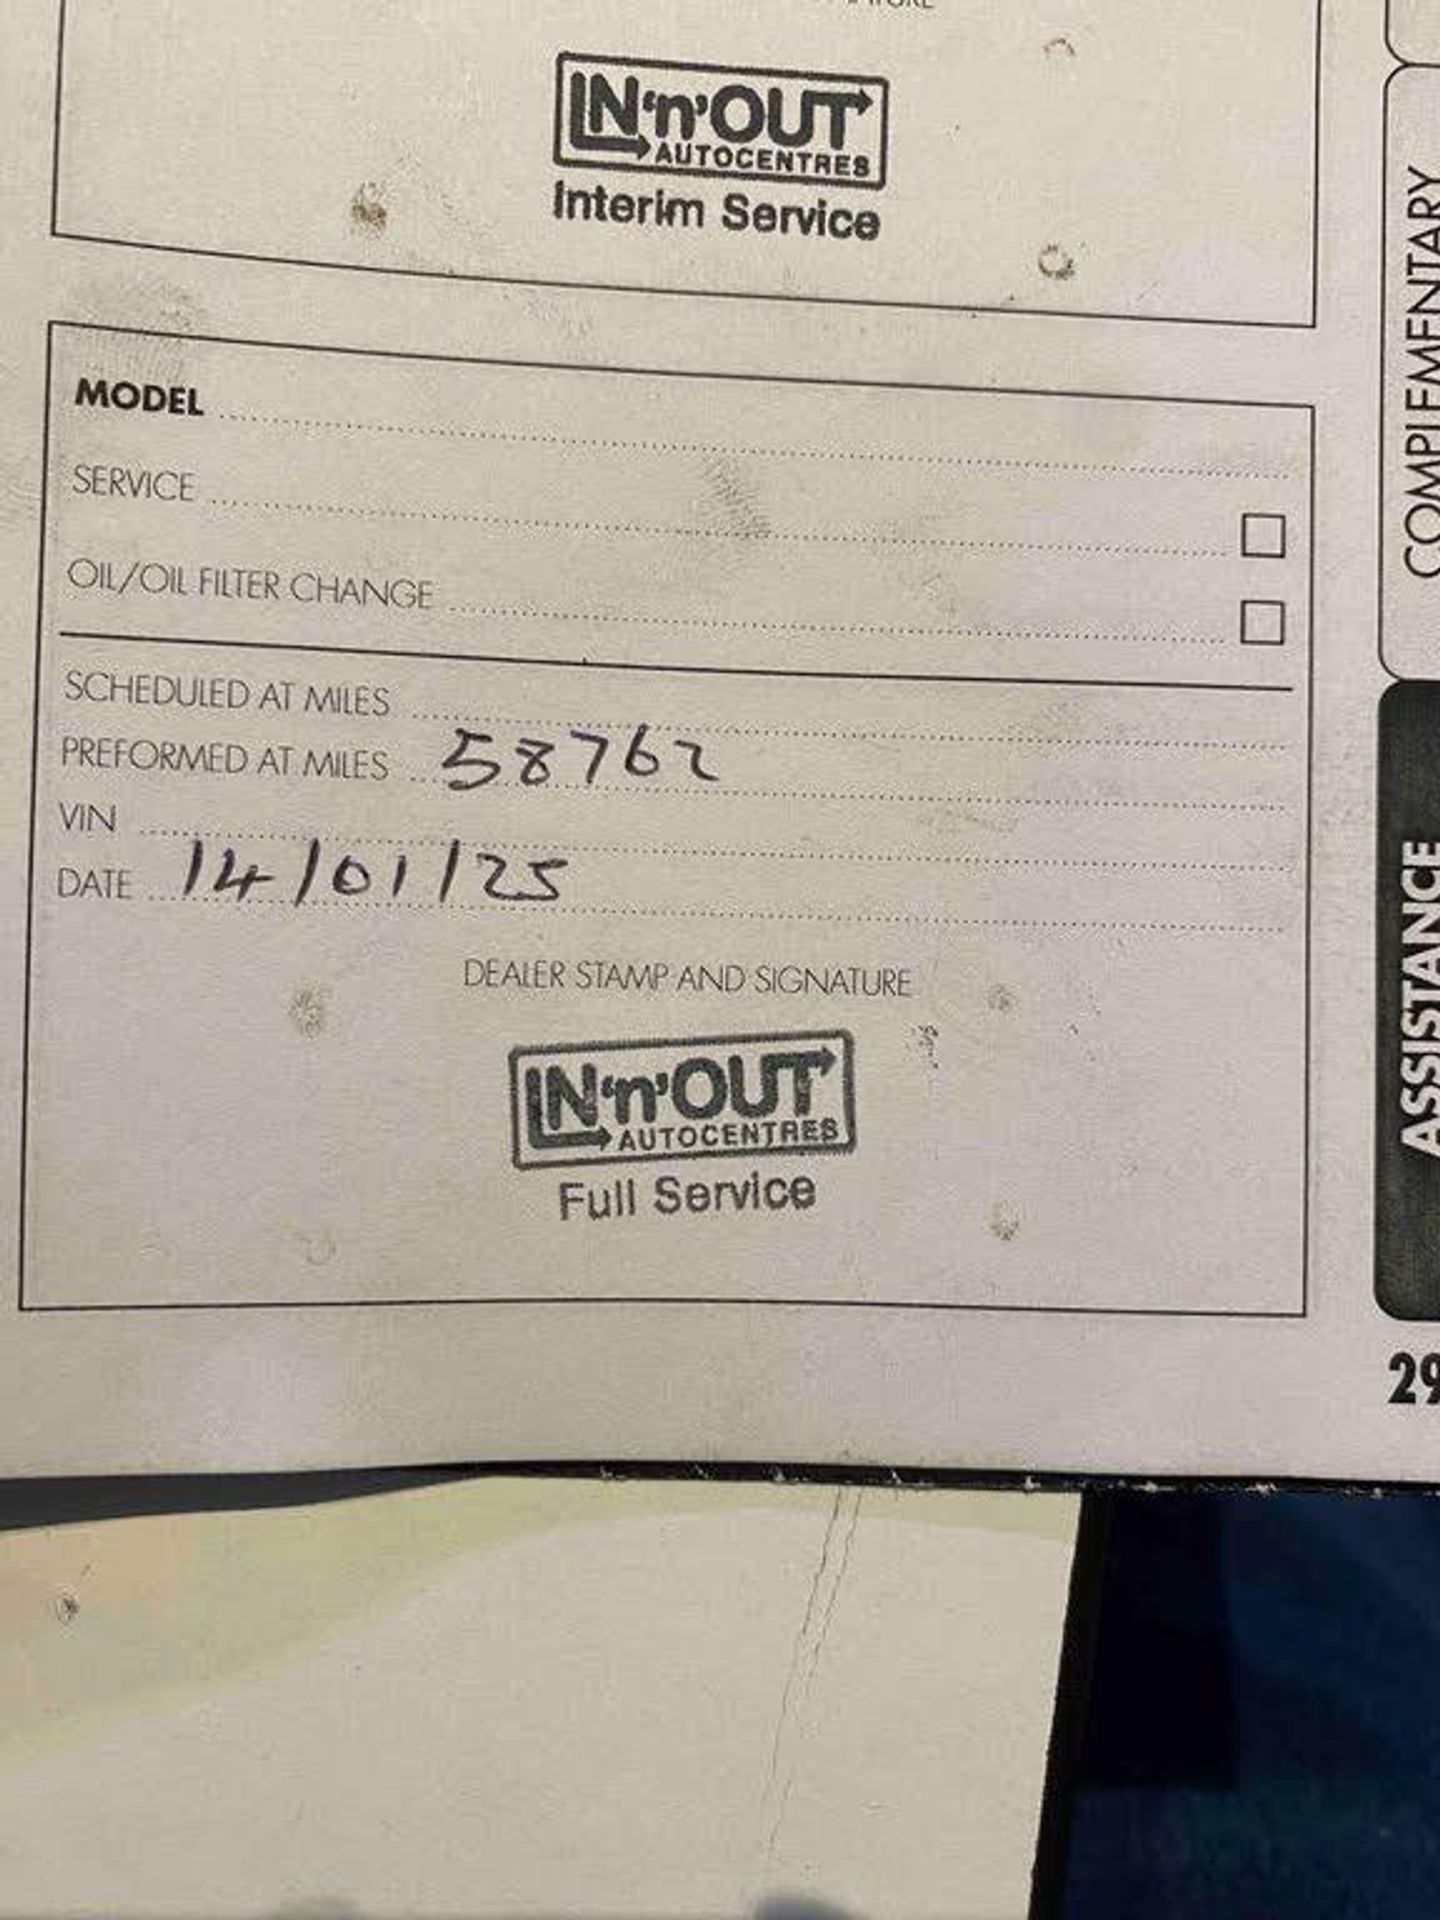 IN'n'OUT
AUTOCENTRES
Interim Service
MODEL
SERVICE
OIL/OIL FILTER CHANGE
SCHEDULED AT MILES
PREFORMED AT MILES 58762
VIN
DATE 14/01/25
DEALER STAMP AND SIGNATURE
IN'n'OUT
AUTOCENTRES
Full Service
COMPLEMENTARY
ASSISTANCE
29